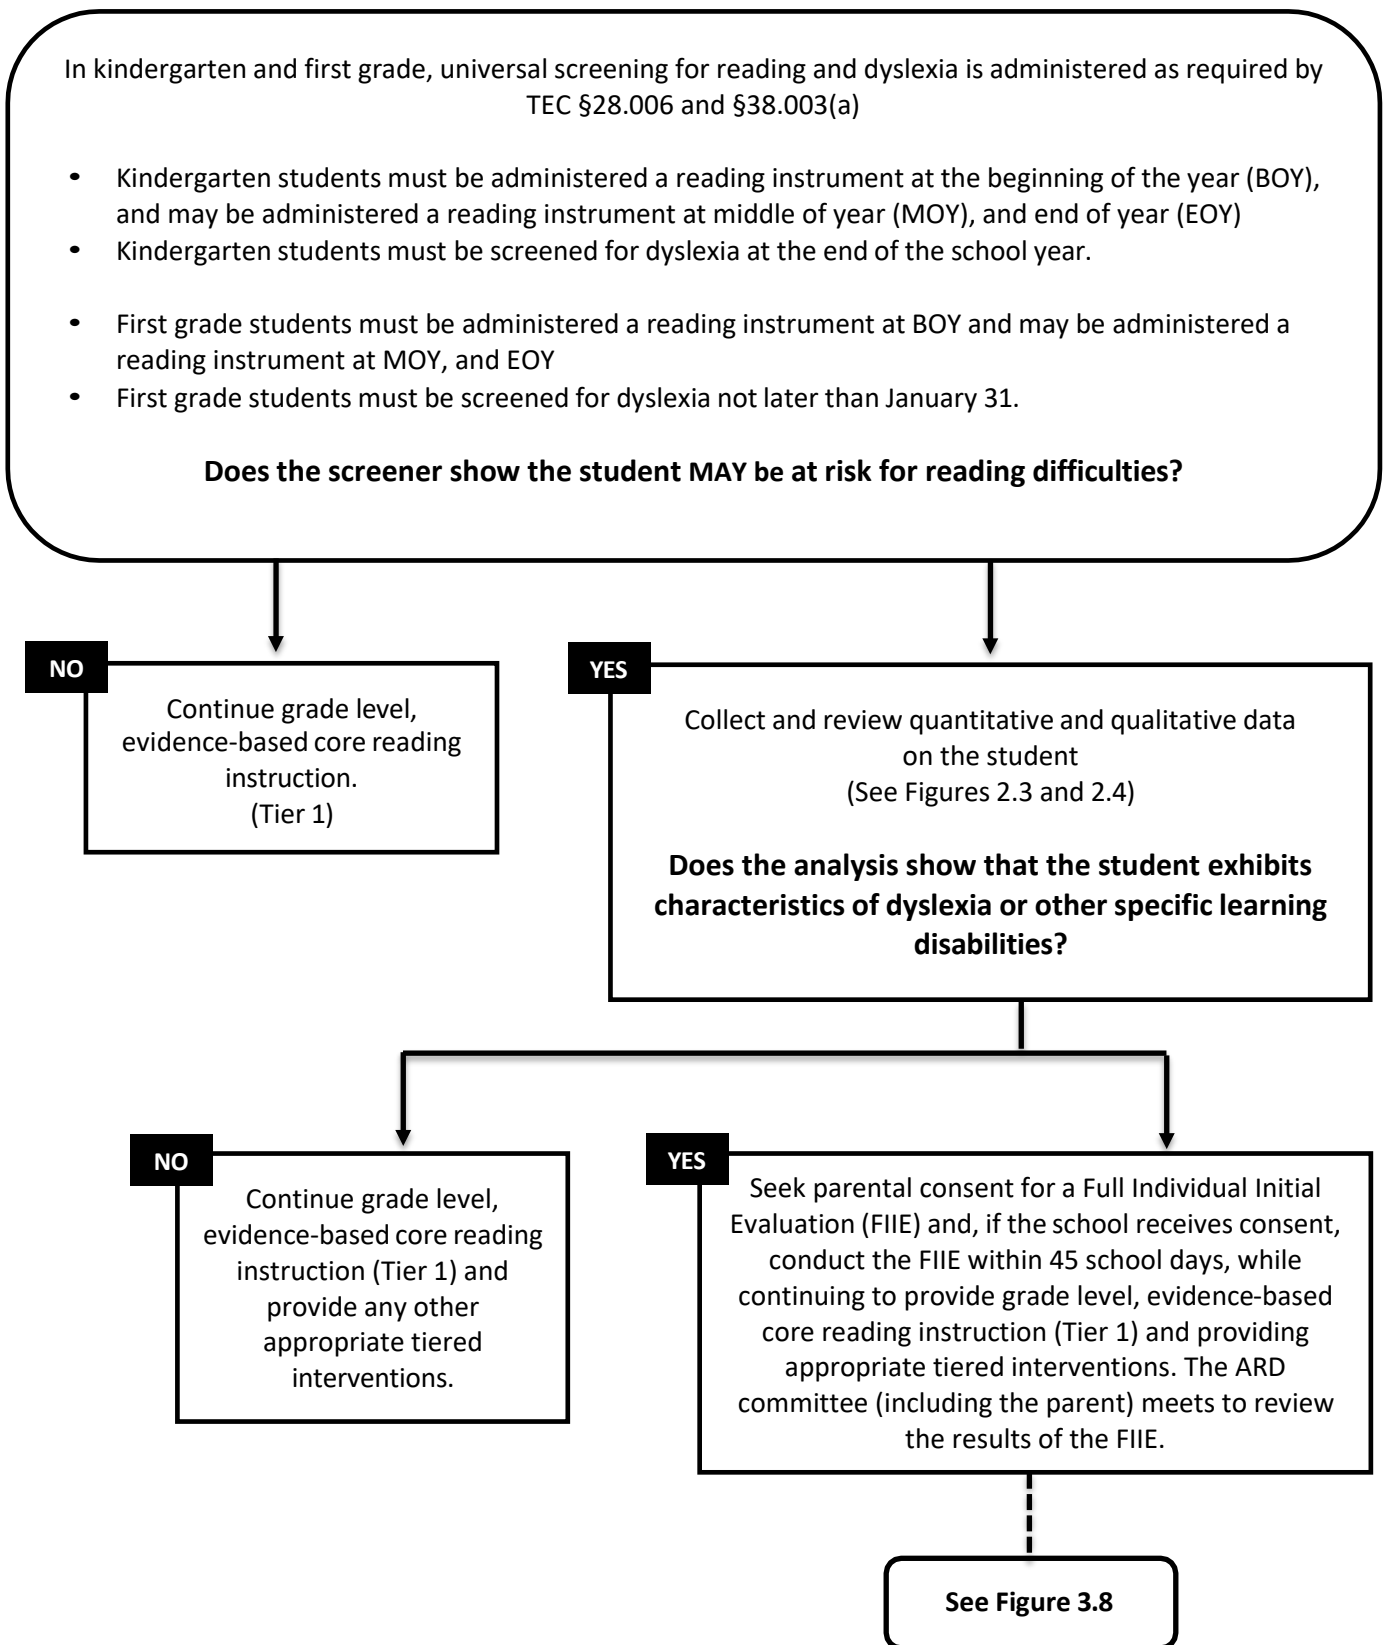 In kindergarten and first grade, universal screening for reading and dyslexia is administered as required by
TEC §28.006 and §38.003(a)
• Kindergarten students must be administered a reading instrument at the beginning of the year (BOY),
and may be administered a reading instrument at middle of year (MOY), and end of year (EOY)
• Kindergarten students must be screened for dyslexia at the end of the school year.
• First grade students must be administered a reading instrument at BOY and may be administered a
reading instrument at MOY, and EOY
• First grade students must be screened for dyslexia not later than January 31.
Does the screener show the student MAY be at risk for reading difficulties?
NO
Continue grade level,
evidence-based core reading
instruction.
(Tier 1)
YES
Collect and review quantitative and qualitative data
on the student
(See Figures 2.3 and 2.4)
Does the analysis show that the student exhibits
characteristics of dyslexia or other specific learning
disabilities?
NO
Continue grade level,
evidence-based core reading
instruction (Tier 1) and
provide any other
appropriate tiered
interventions.
YES
Seek parental consent for a Full Individual Initial
Evaluation (FIIE) and, if the school receives consent,
conduct the FIIE within 45 school days, while
continuing to provide grade level, evidence-based
core reading instruction (Tier 1) and providing
appropriate tiered interventions. The ARD
committee (including the parent) meets to review
the results of the FIIE.
See Figure 3.8